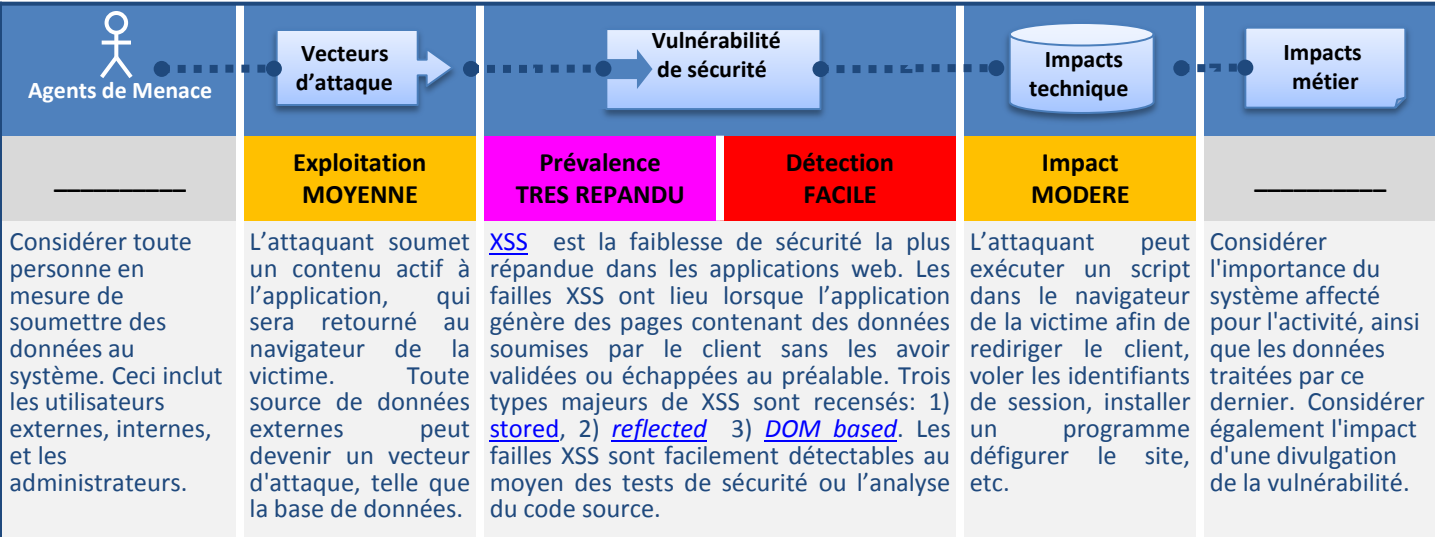 Agents de Menace
Vecteurs
d’attaque
Vulnérabilité
de sécurité
Impacts
technique
Impacts
métier
__________
Exploitation
MOYENNE
Prévalence
TRES REPANDU
Détection
FACILE
Impact
MODERE
__________
Considérer toute
personne en
mesure de
soumettre des
données au
système. Ceci inclut
les utilisateurs
externes, internes,
et les
administrateurs.
L’attaquant soumet
un contenu actif à
l’application, qui
sera retourné au
navigateur de la
victime. Toute
source de données
externes peut
devenir un vecteur
d'attaque, telle que
la base de données.
XSS est la faiblesse de sécurité la plus
répandue dans les applications web. Les
failles XSS ont lieu lorsque l’application
génère des pages contenant des données
soumises par le client sans les avoir
validées ou échappées au préalable. Trois
types majeurs de XSS sont recensés: 1)
stored, 2) reflected 3) DOM based. Les
failles XSS sont facilement détectables au
moyen des tests de sécurité ou l’analyse
du code source.
L’attaquant peut
exécuter un script
dans le navigateur
de la victime afin de
rediriger le client,
voler les identifiants
de session, installer
un programme
défigurer le site,
etc.
Considérer
l'importance du
système affecté
pour l'activité, ainsi
que les données
traitées par ce
dernier. Considérer
également l'impact
d'une divulgation
de la vulnérabilité.